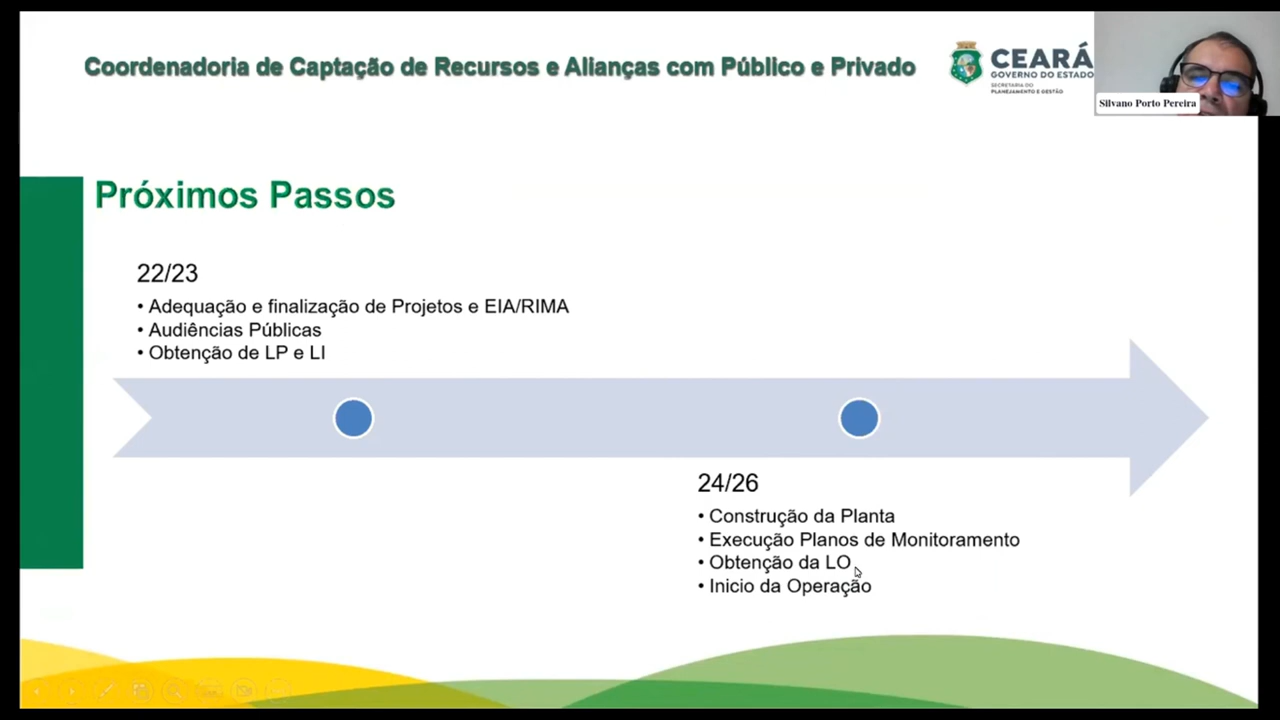 Coordenadoria de Captação de Recursos e Alianças com Público e Privado
CEARÁ
GOVERNO DO ESTADO
SECRETARIA DO
PLANEJAMENTO E GESTÃO
Silvano Porto Pereira
Próximos Passos
22/23
• Adequação e finalização de Projetos e EIA/RIMA
• Audiências Públicas
• Obtenção de LP e LI
24/26
• Construção da Planta
• Execução Planos de Monitoramento
• Obtenção da LO
• Inicio da Operação